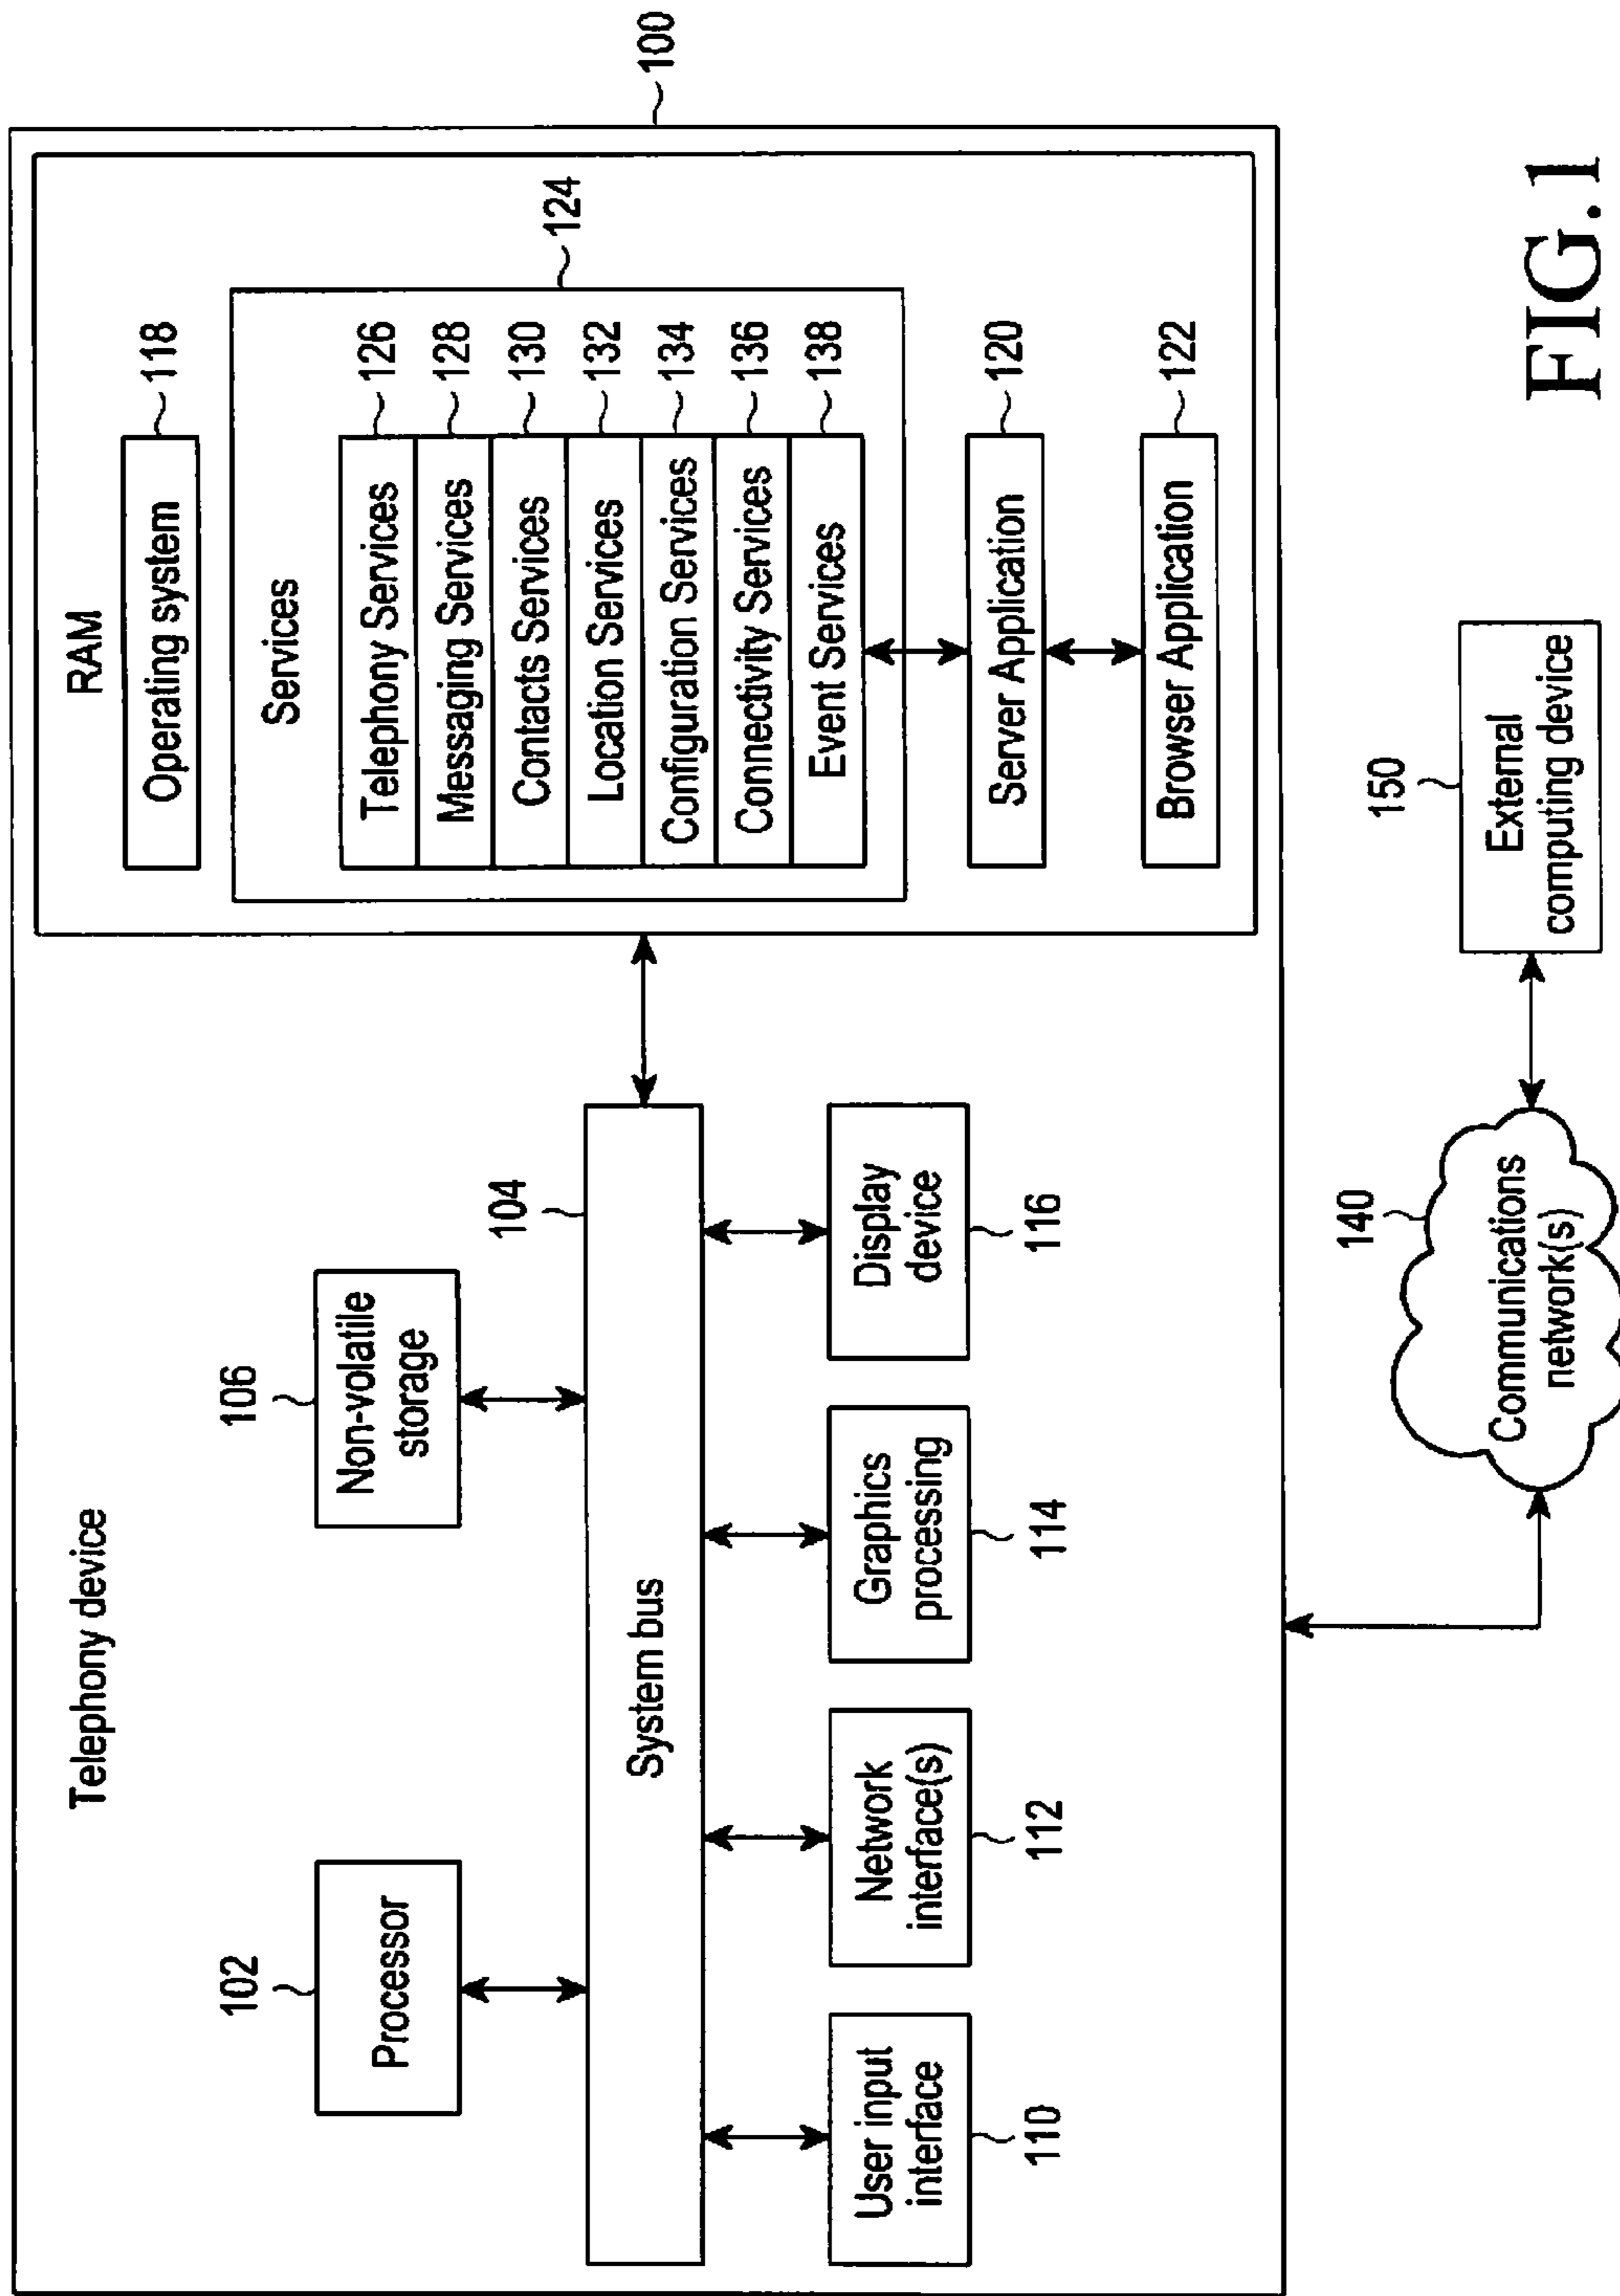 Telephony device
100
102
Processor
106
Non-volatile
storage
104
System bus
User input
interface
110
Network
interface(s)
112
Graphics
processing
114
Display
device
116
RAM
Operating system
118
Services
124
Telephony Services
126
Messaging Services
128
Contacts Services
130
Location Services
132
Configuration Services
134
Connectivity Services
136
Event Services
138
Server Application
120
Browser Application
122
140
Communications
network(s)
150
External
computing device
FIG.1